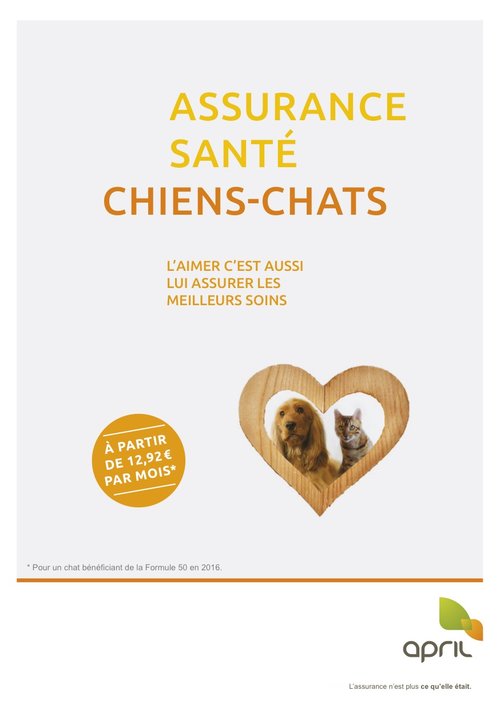 ASSURANCE
SANTÉ
CHIENS-CHATS
L'AIMER C'EST AUSSI
LUI ASSURER LES
MEILLEURS SOINS
À PARTIR
DE 12,92 €
PAR MOIS*
* Pour un chat bénéficiant de la Formule 50 en 2016.
april
L'assurance n'est plus ce qu'elle était.